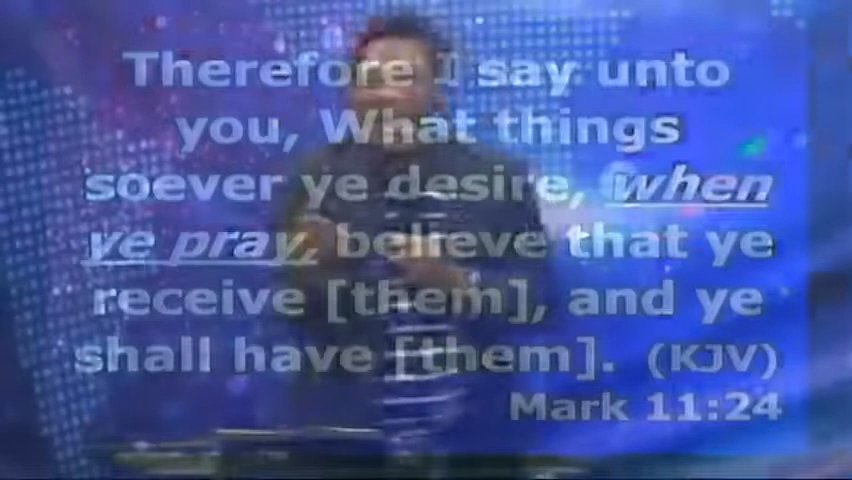 Therefore I say unto
you, What things
soever ye desire, when
ye pray, believe that ye
receive [them], and ye
shall have [them]. (KJV)
Mark 11:24